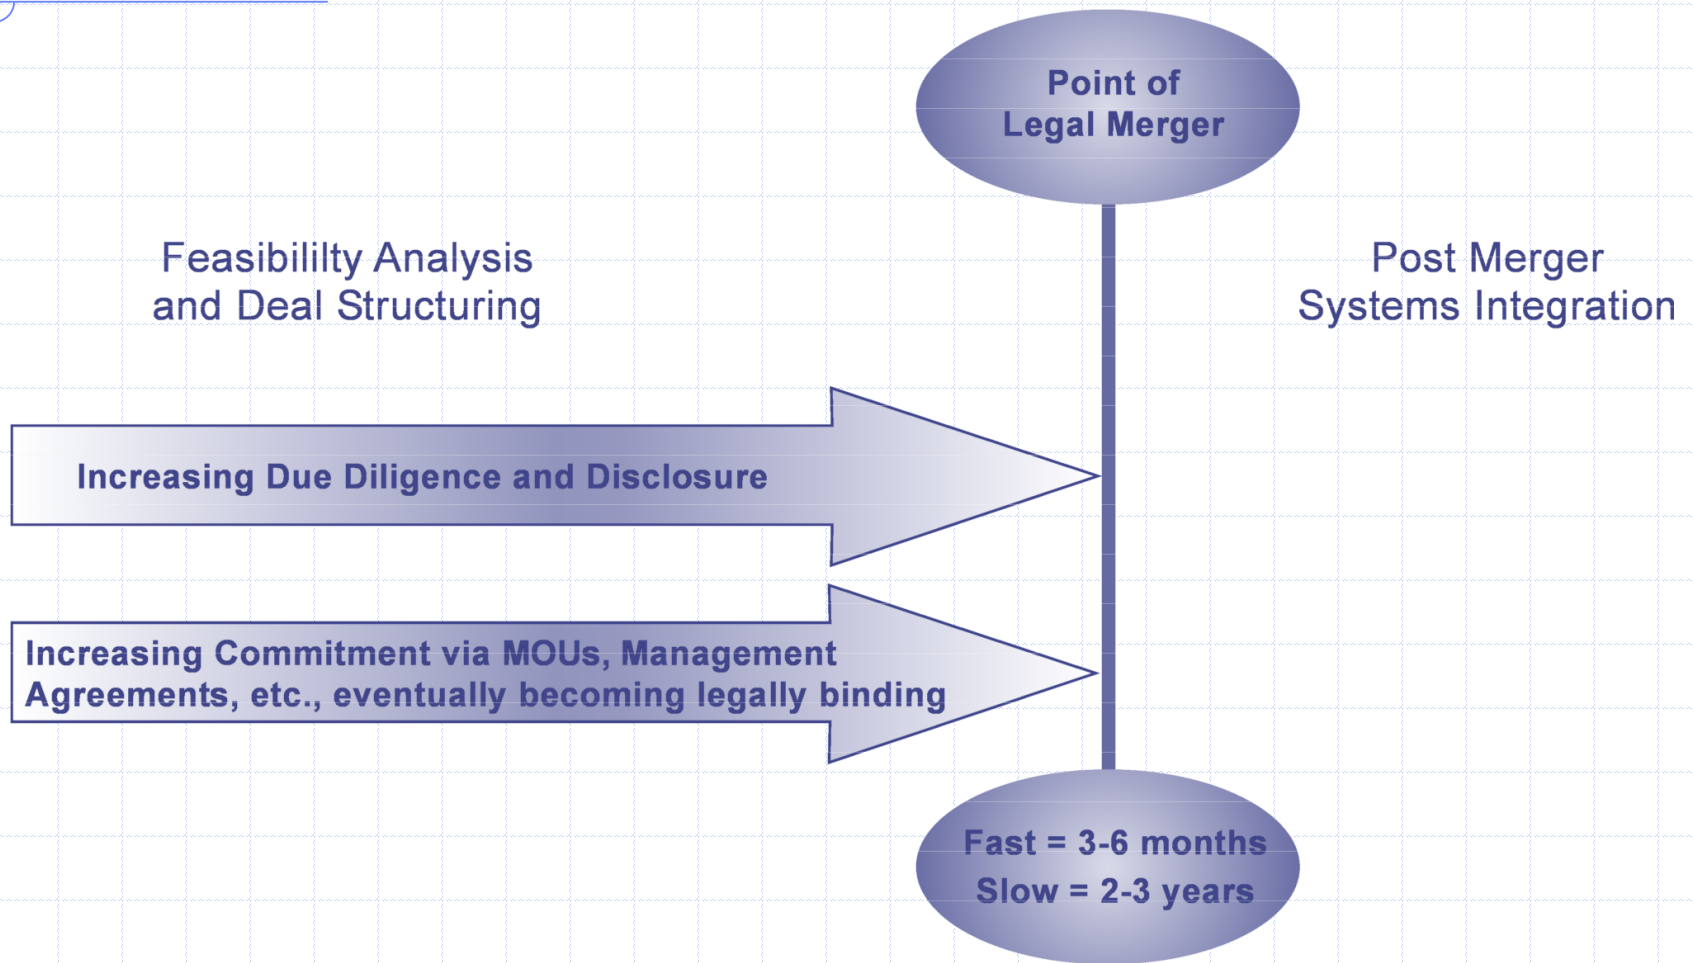 Point of
Legal Merger
Feasibililty Analysis
and Deal Structuring
Post Merger
Systems Integration
Increasing Due Diligence and Disclosure
Increasing Commitment via MOUs, Management
Agreements, etc., eventually becoming legally binding
Fast = 3-6 months
Slow = 2-3 years